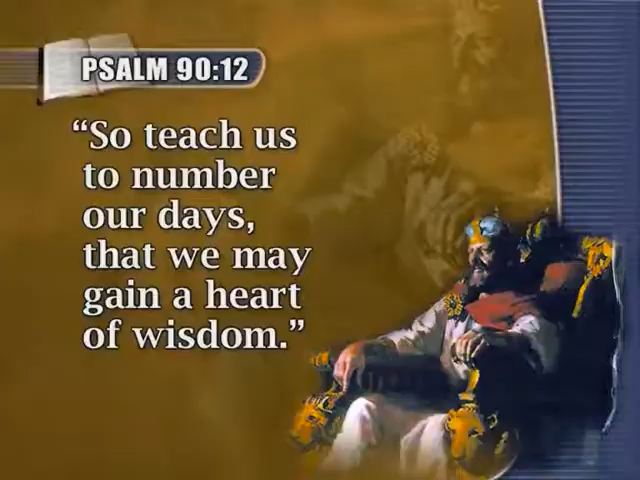 PSALM 90:12
“So teach us
to number
our days,
that we may
gain a heart
of wisdom.”